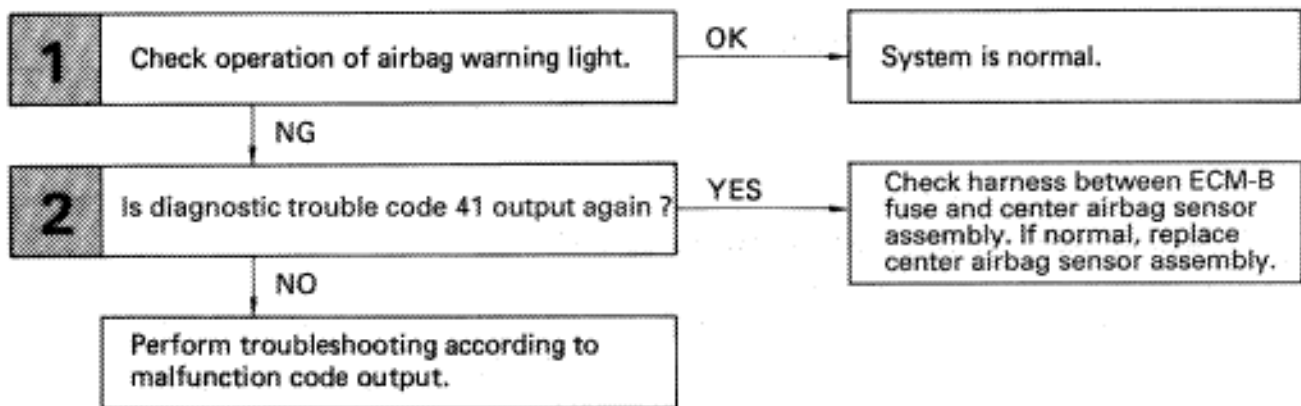 1
Check operation of airbag warning light.
OK
System is normal.
NG
2
Is diagnostic trouble code 41 output again ?
YES
Check harness between ECM-B
fuse and center airbag sensor
assembly. If normal, replace
center airbag sensor assembly.
NO
Perform troubleshooting according to
malfunction code output.